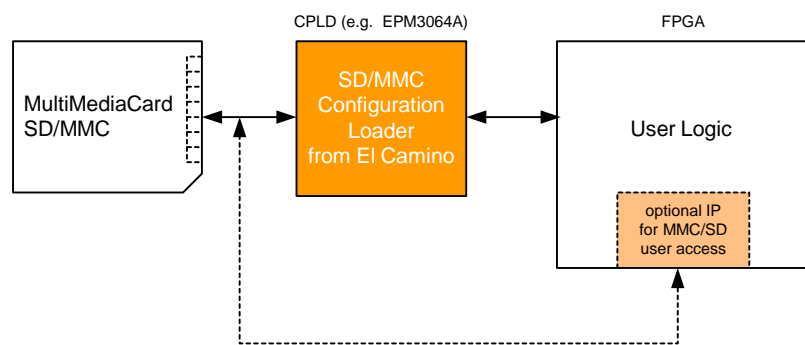 CPLD (e.g. EPM3064A)
FPGA
MultiMediaCard
SD/MMC
SD/MMC
Configuration
Loader
from El Camino
User Logic
optional IP
for MMC/SD
user access